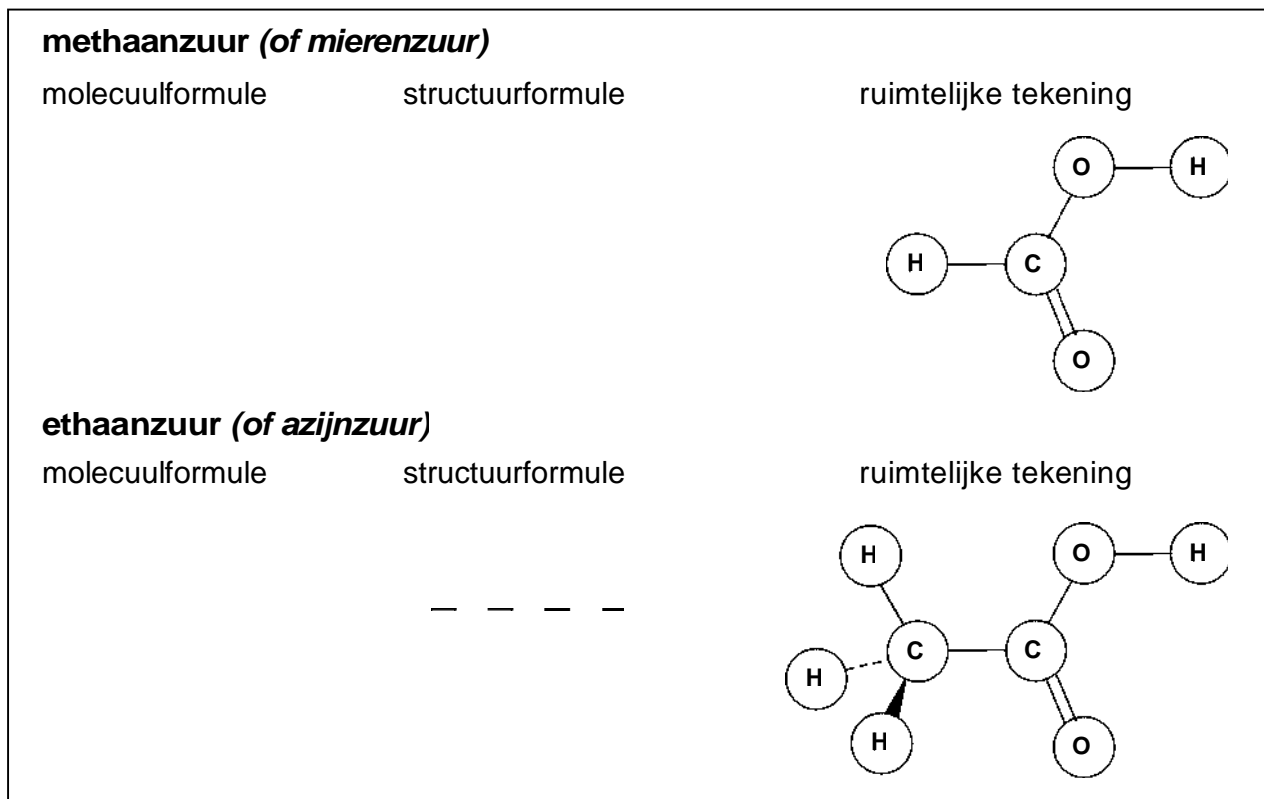 methaanzuur (of mierenzuur)
molecuulformule structuurformule ruimtelijke tekening
O H
H C
O
ethaanzuur (of azijnzuur)
molecuulformule structuurformule ruimtelijke tekening
H O H
C C
H
H O